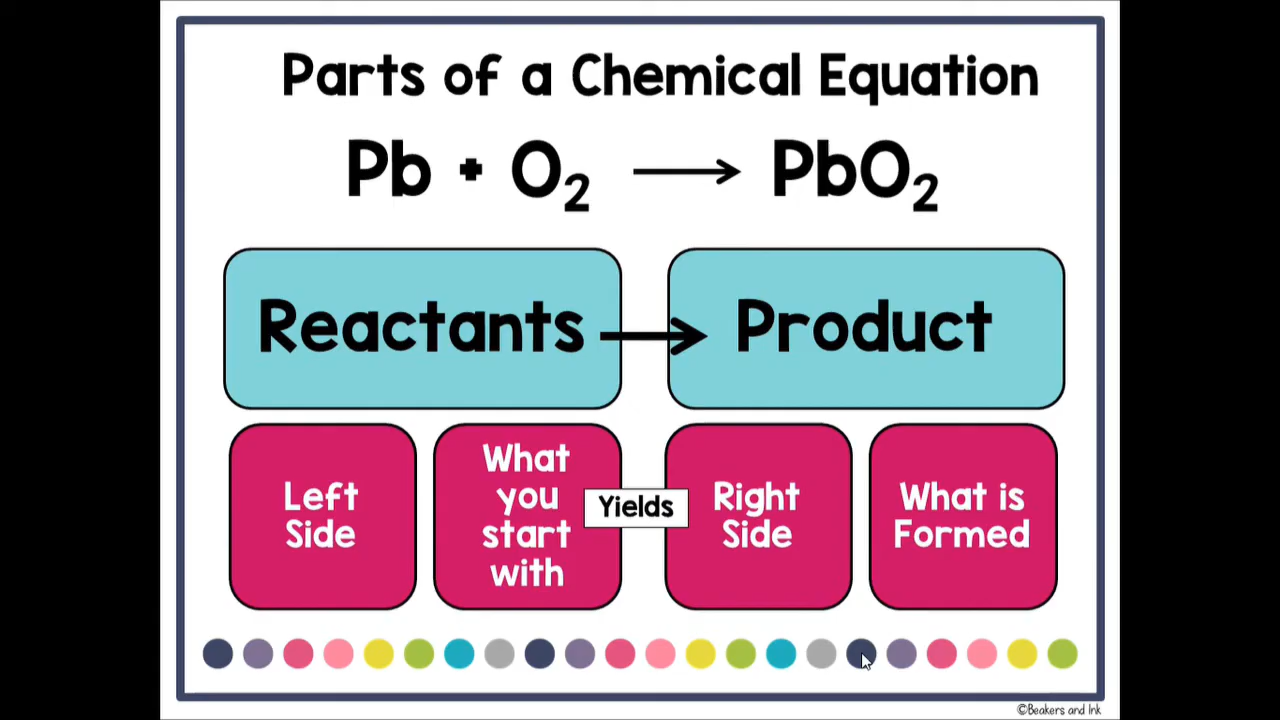 Parts of a Chemical Equation
Pb + O₂ → PbO₂
Reactants → Product
Left
Side
What
you
start
with
Yields
Right
Side
What is
Formed
©Beakers and Ink